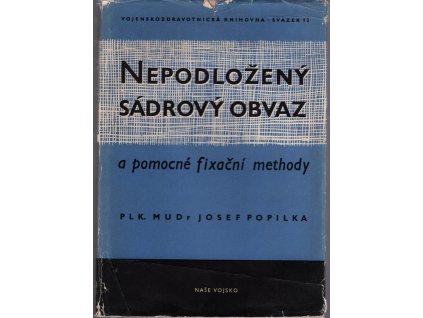 VOJENSKOZDRAVOTNICKÁ KNIHOVNA · SVAZEK 12
NEPODLOŽENÝ
SÁDROVÝ OBVAZ
a pomocné fixační methody
PLK. MUDr JOSEF POPILKA
NAŠE VOJSKO